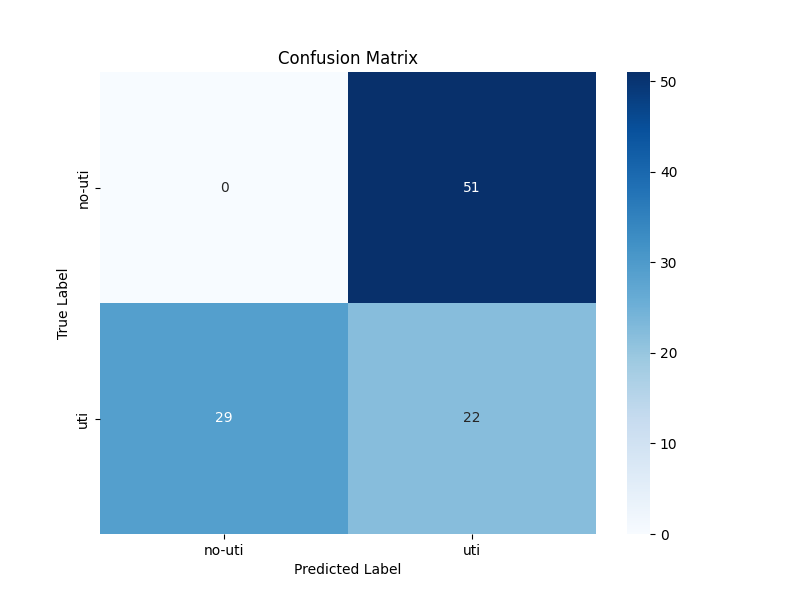 Confusion Matrix
True Label
no-uti
uti
0
51
29
22
no-uti
uti
Predicted Label
50
40
30
20
10
0